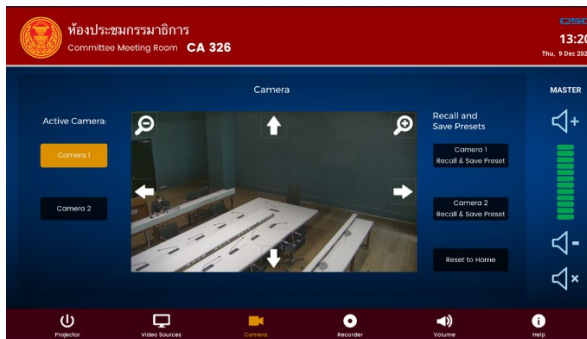 ห้องประชุมกรรมาธิการ
Committee Meeting Room CA 326
QSC
13:20
Thu, 9 Dec 202
Camera
MASTER
Active Camera:
Camera 1
Camera 2
Recall and
Save Presets
Camera 1
Recall & Save Preset
Camera 2
Recall & Save Preset
Reset to Home
Projector
Video Sources
Camera
Recorder
Volume
Help